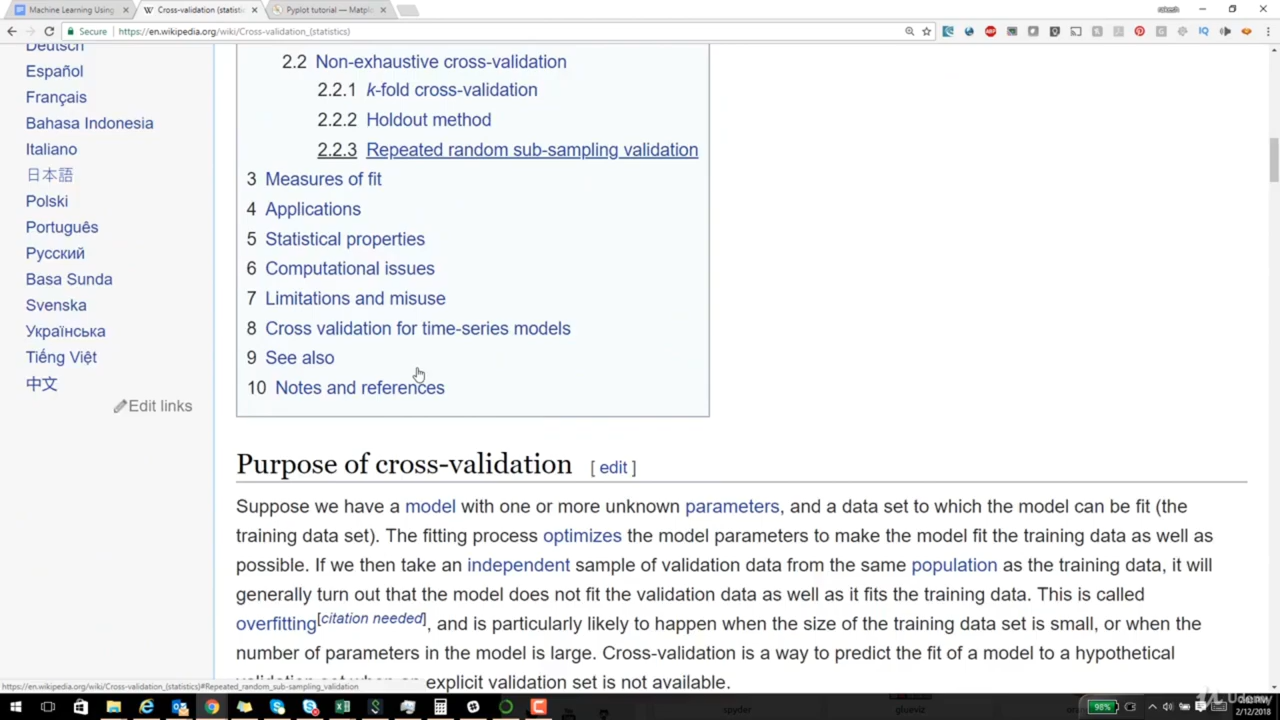 Machine Learning Using
Cross-validation (statistic
Pyplot tutorial — Matpl
rakesh
Secure
https://en.wikipedia.org/wiki/Cross-validation_(statistics)
Deutsch
Español
Français
Bahasa Indonesia
Italiano
日本語
Polski
Português
Русский
Basa Sunda
Svenska
Українська
Tiếng Việt
中文
Edit links
2.2 Non-exhaustive cross-validation
2.2.1 k-fold cross-validation
2.2.2 Holdout method
2.2.3 Repeated random sub-sampling validation
3 Measures of fit
4 Applications
5 Statistical properties
6 Computational issues
7 Limitations and misuse
8 Cross validation for time-series models
9 See also
10 Notes and references
Purpose of cross-validation [ edit ]
Suppose we have a model with one or more unknown parameters, and a data set to which the model can be fit (the
training data set). The fitting process optimizes the model parameters to make the model fit the training data as well as
possible. If we then take an independent sample of validation data from the same population as the training data, it will
generally turn out that the model does not fit the validation data as well as it fits the training data. This is called
overfitting[citation needed], and is particularly likely to happen when the size of the training data set is small, or when the
number of parameters in the model is large. Cross-validation is a way to predict the fit of a model to a hypothetical
validation set when an explicit validation set is not available.
https://en.wikipedia.org/wiki/Cross-validation_(statistics)#Repeated_random_sub-sampling_validation
spyder
glueviz
98%
2/12/2018
Udemy